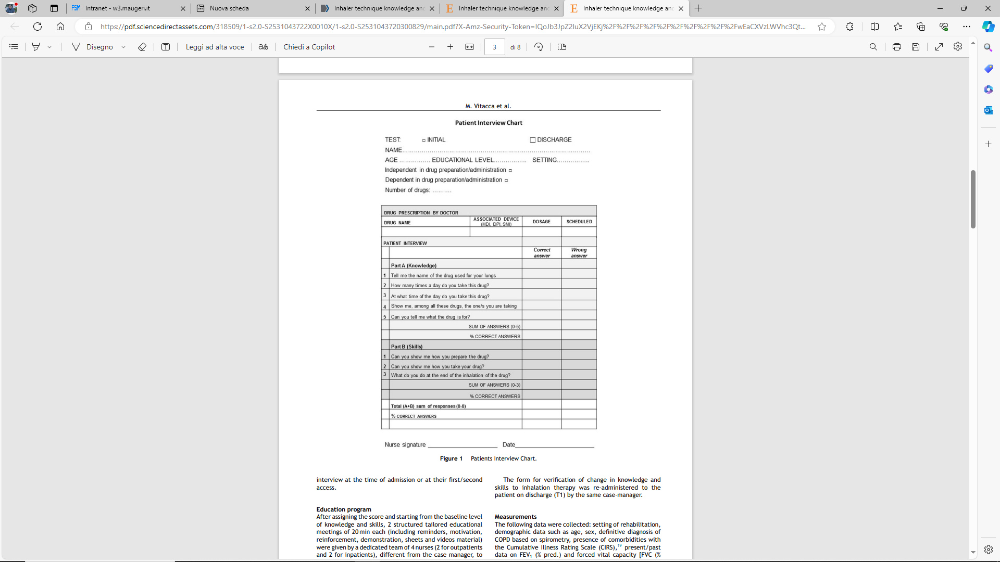 Intranet - w3.maugeri.it
Nuova scheda
Inhaler technique knowledge and
Inhaler technique knowledge and
Inhaler technique knowledge and
https://pdf.sciencedirectassets.com/318509/1-s2.0-S2531043722X0010X/1-s2.0-S2531043720300829/main.pdf?X-Amz-Security-Token=IQoJb3JpZ2luX2VjEKj%2F%2F%2F%2F%2F%2F%2F%2F%2F%2FwEaCXVzLWVhc3Qt...
Disegno
Leggi ad alta voce
aあ
Chiedi a Copilot
3 di 8
M. Vitacca et al.
Patient Interview Chart
TEST: □ INITIAL □ DISCHARGE
NAME..............................................................................................................
AGE .................. EDUCATIONAL LEVEL................... SETTING...................
Independent in drug preparation/administration □
Dependent in drug preparation/administration □
Number of drugs: ..........
DRUG PRESCRIPTION BY DOCTOR
DRUG NAME ASSOCIATED DEVICE (MDI, DPI, SMI) DOSAGE SCHEDULED
PATIENT INTERVIEW
Correct answer Wrong answer
Part A (Knowledge)
1 Tell me the name of the drug used for your lungs
2 How many times a day do you take this drug?
3 At what time of the day do you take this drug?
4 Show me, among all these drugs, the one/s you are taking
5 Can you tell me what the drug is for?
SUM OF ANSWERS (0-5)
% CORRECT ANSWERS
Part B (Skills)
1 Can you show me how you prepare the drug?
2 Can you show me how you take your drug?
3 What do you do at the end of the inhalation of the drug?
SUM OF ANSWERS (0-3)
% CORRECT ANSWERS
Total (A+B) sum of responses (0-8)
% CORRECT ANSWERS
Nurse signature ____________________ Date______________________
Figure 1 Patients Interview Chart.
interview at the time of admission or at their first/second
access.
Education program
After assigning the score and starting from the baseline level
of knowledge and skills, 2 structured tailored educational
meetings of 20 min each (including reminders, motivation,
reinforcement, demonstration, sheets and videos material)
were given by a dedicated team of 4 nurses (2 for outpatients
and 2 for inpatients), different from the case manager, to
The form for verification of change in knowledge and
skills to inhalation therapy was re-administered to the
patient on discharge (T1) by the same case-manager.
Measurements
The following data were collected: setting of rehabilitation,
demographic data such as age, sex, definitive diagnosis of
COPD based on spirometry, presence of comorbidities with
the Cumulative Illness Rating Scale (CIRS),19 present/past
data on FEV1 (% pred.) and forced vital capacity [FVC (%